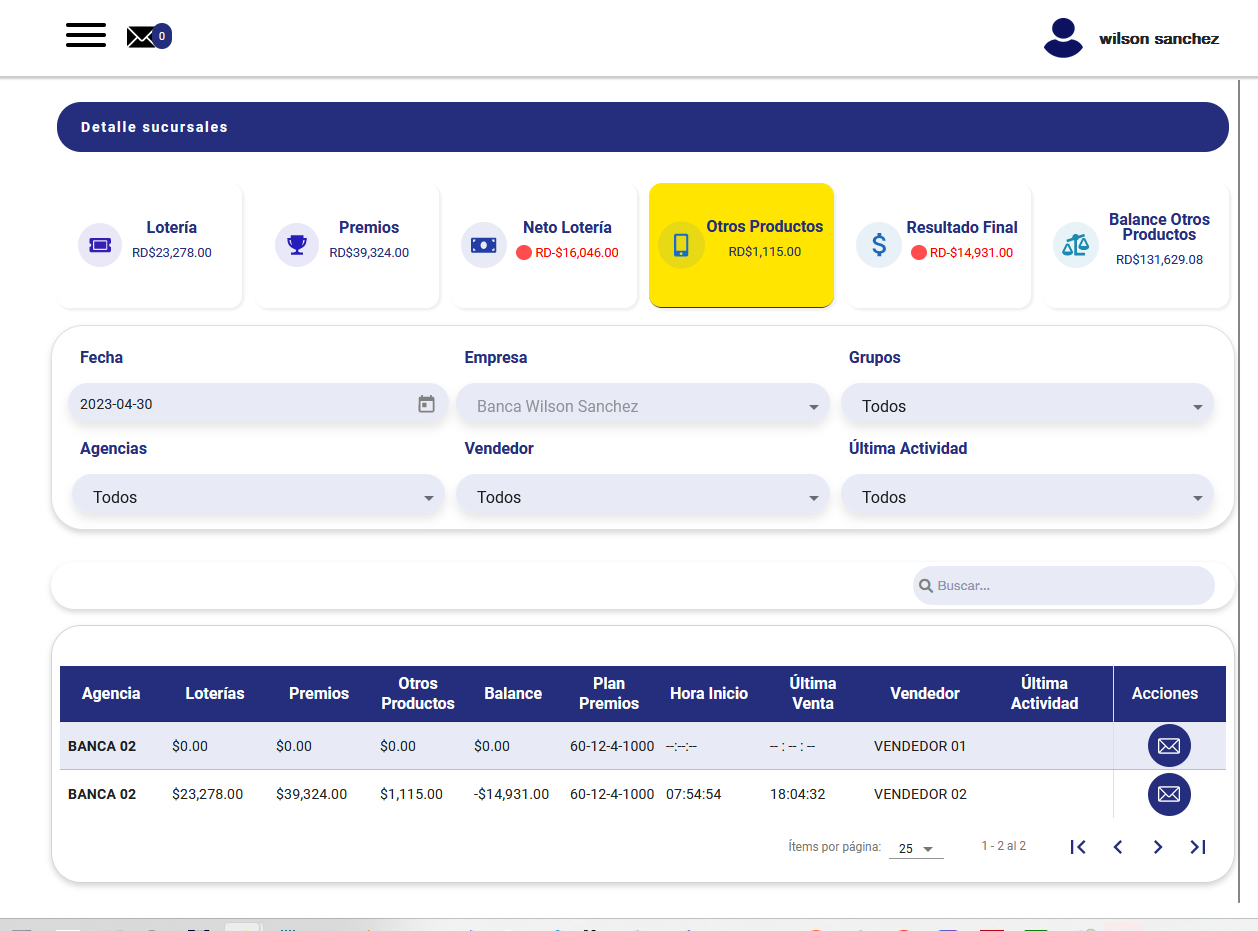 0
wilson sanchez
Detalle sucursales
Lotería
RD$23,278.00
Premios
RD$39,324.00
Neto Lotería
RD-$16,046.00
Otros Productos
RD$1,115.00
Resultado Final
RD-$14,931.00
Balance Otros
Productos
RD$131,629.08
Fecha Empresa Grupos
2023-04-30 Banca Wilson Sanchez Todos
Agencias Vendedor Última Actividad
Todos Todos Todos
Buscar...
Agencia Loterías Premios Otros Productos Balance Plan Premios Hora Inicio Última Venta Vendedor Última Actividad Acciones
BANCA 02 $0.00 $0.00 $0.00 $0.00 60-12-4-1000 --:--:-- -- : -- : -- VENDEDOR 01
BANCA 02 $23,278.00 $39,324.00 $1,115.00 -$14,931.00 60-12-4-1000 07:54:54 18:04:32 VENDEDOR 02
Ítems por página: 25 1 - 2 al 2